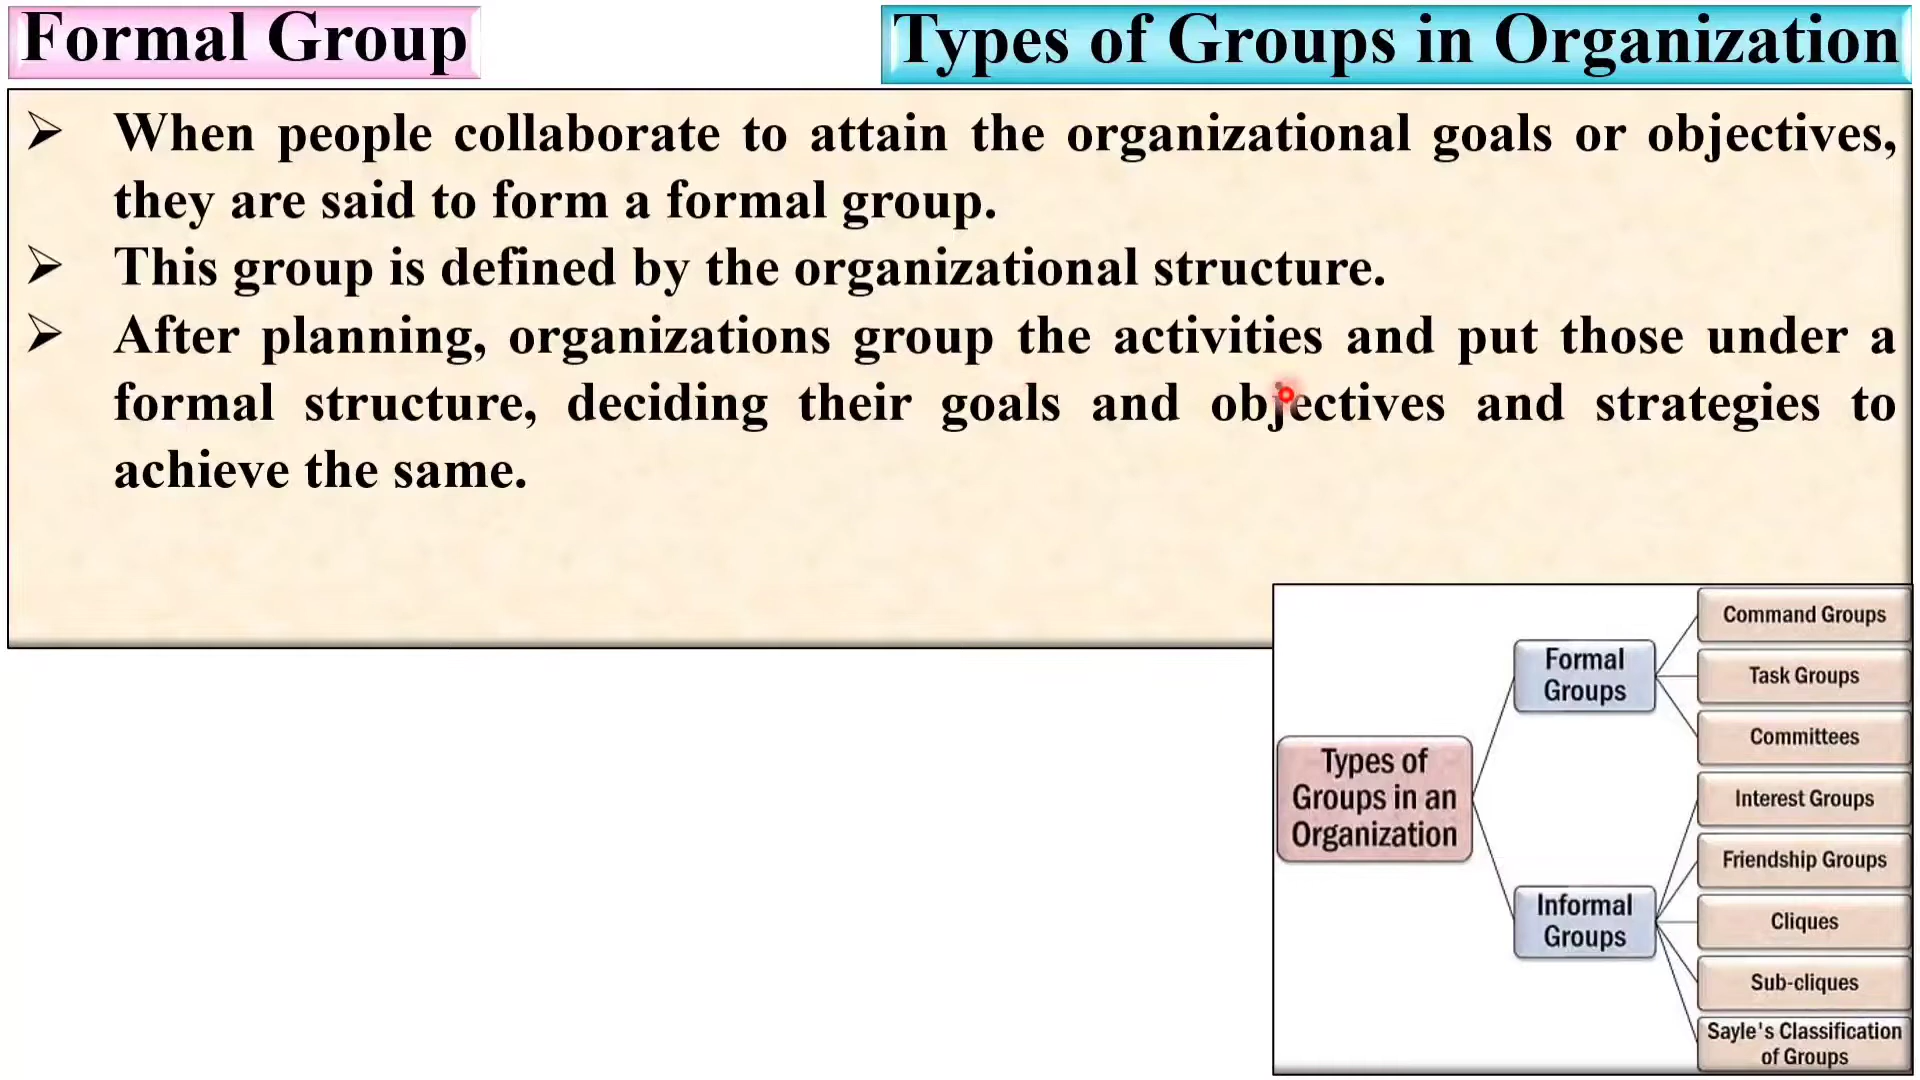 Formal Group
Types of Groups in Organization
➢ When people collaborate to attain the organizational goals or objectives,
they are said to form a formal group.
➢ This group is defined by the organizational structure.
➢ After planning, organizations group the activities and put those under a
formal structure, deciding their goals and objectives and strategies to
achieve the same.
Types of
Groups in an
Organization
Formal
Groups
Command Groups
Task Groups
Committees
Informal
Groups
Interest Groups
Friendship Groups
Cliques
Sub-cliques
Sayle's Classification
of Groups